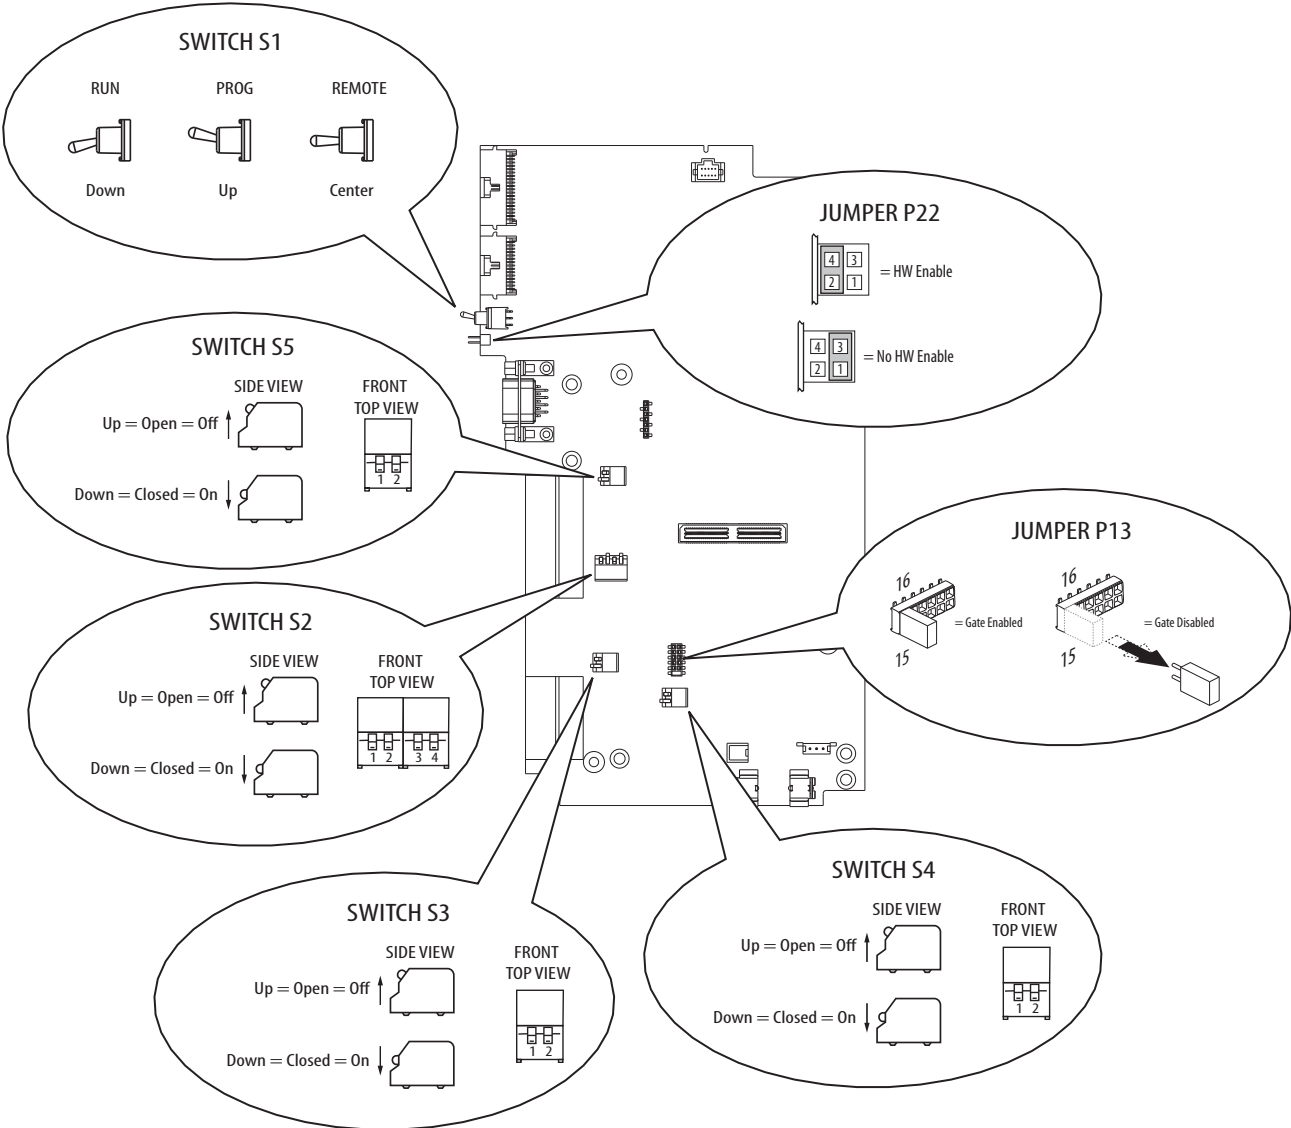 SWITCH S1
RUN PROG REMOTE
Down Up Center
JUMPER P22
4 3
2 1
= HW Enable
4 3
2 1
= No HW Enable
SWITCH S5
SIDE VIEW
FRONT
TOP VIEW
Up = Open = Off
Down = Closed = On
1 2
JUMPER P13
16
15
= Gate Enabled
16
15
= Gate Disabled
SWITCH S2
SIDE VIEW
FRONT
TOP VIEW
Up = Open = Off
Down = Closed = On
1 2 3 4
SWITCH S4
SIDE VIEW
FRONT
TOP VIEW
Up = Open = Off
Down = Closed = On
1 2
SWITCH S3
SIDE VIEW
FRONT
TOP VIEW
Up = Open = Off
Down = Closed = On
1 2